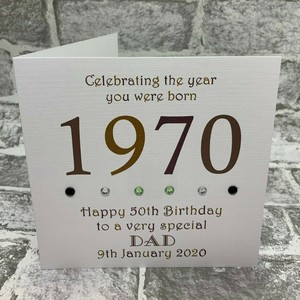 Celebrating the year
you were born
1970
Happy 50th Birthday
to a very special
DAD
9th January 2020